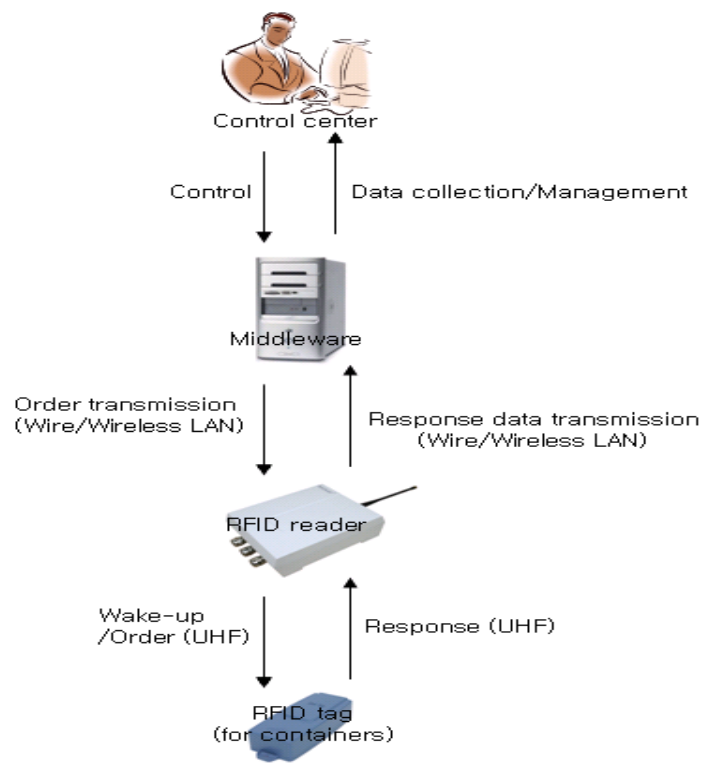 Control center
Control
Data collection/Management
Middleware
Order transmission
(Wire/Wireless LAN)
Response data transmission
(Wire/Wireless LAN)
RFID reader
Wake-up
/Order (UHF)
Response (UHF)
RFID tag
(for containers)